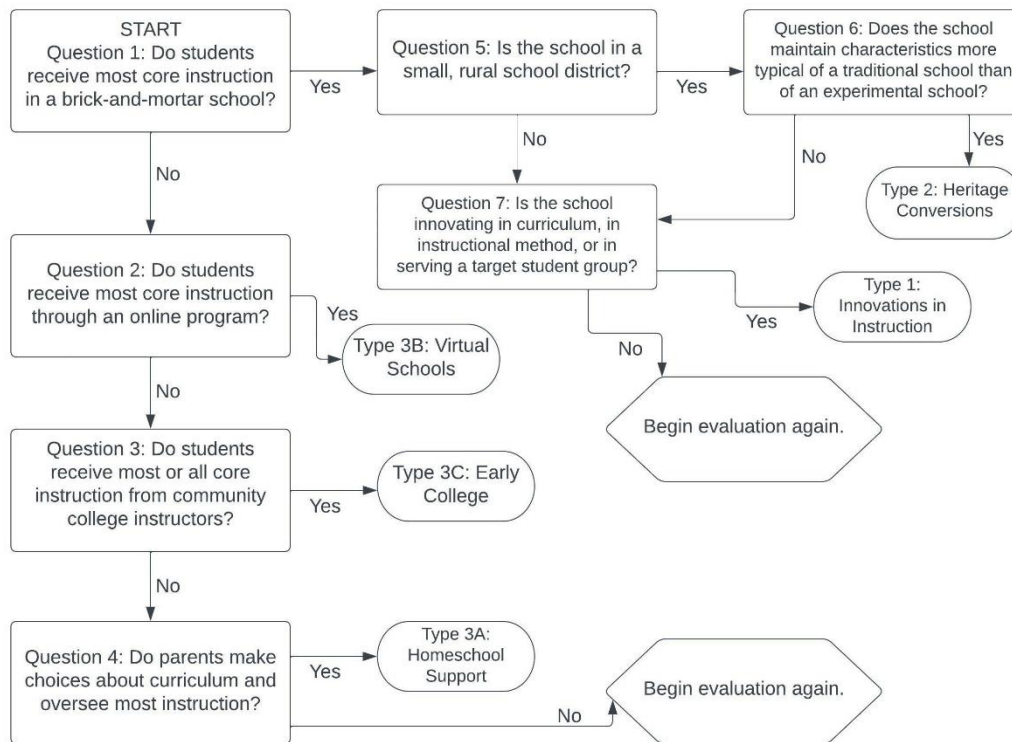 START
Question 1: Do students
receive most core instruction
in a brick-and-mortar school?
Yes
No
Question 5: Is the school in a
small, rural school district?
Yes
No
Question 6: Does the school
maintain characteristics more
typical of a traditional school than
of an experimental school?
No
Yes
Type 2: Heritage
Conversions
Question 7: Is the school
innovating in curriculum, in
instructional method, or in
serving a target student group?
Yes
No
Type 1:
Innovations in
Instruction
Begin evaluation again.
Question 2: Do students
receive most core instruction
through an online program?
Yes
No
Type 3B: Virtual
Schools
Question 3: Do students
receive most or all core
instruction from community
college instructors?
Yes
No
Type 3C: Early
College
Question 4: Do parents make
choices about curriculum and
oversee most instruction?
Yes
No
Type 3A:
Homeschool
Support
Begin evaluation again.